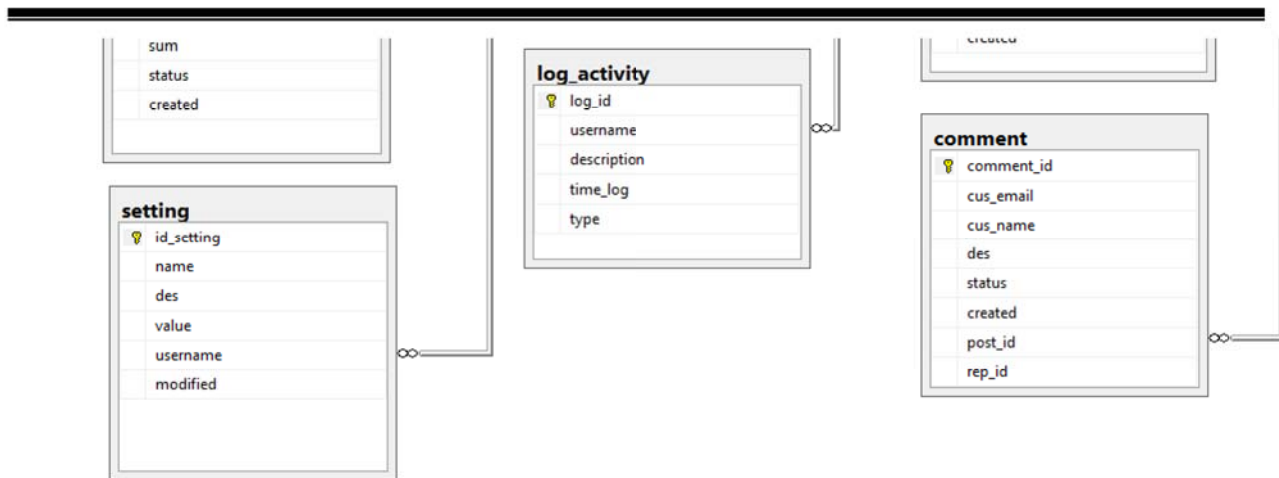 sum
status
created
setting
id_setting
name
des
value
username
modified
log_activity
log_id
username
description
time_log
type
created
comment
comment_id
cus_email
cus_name
des
status
created
post_id
rep_id